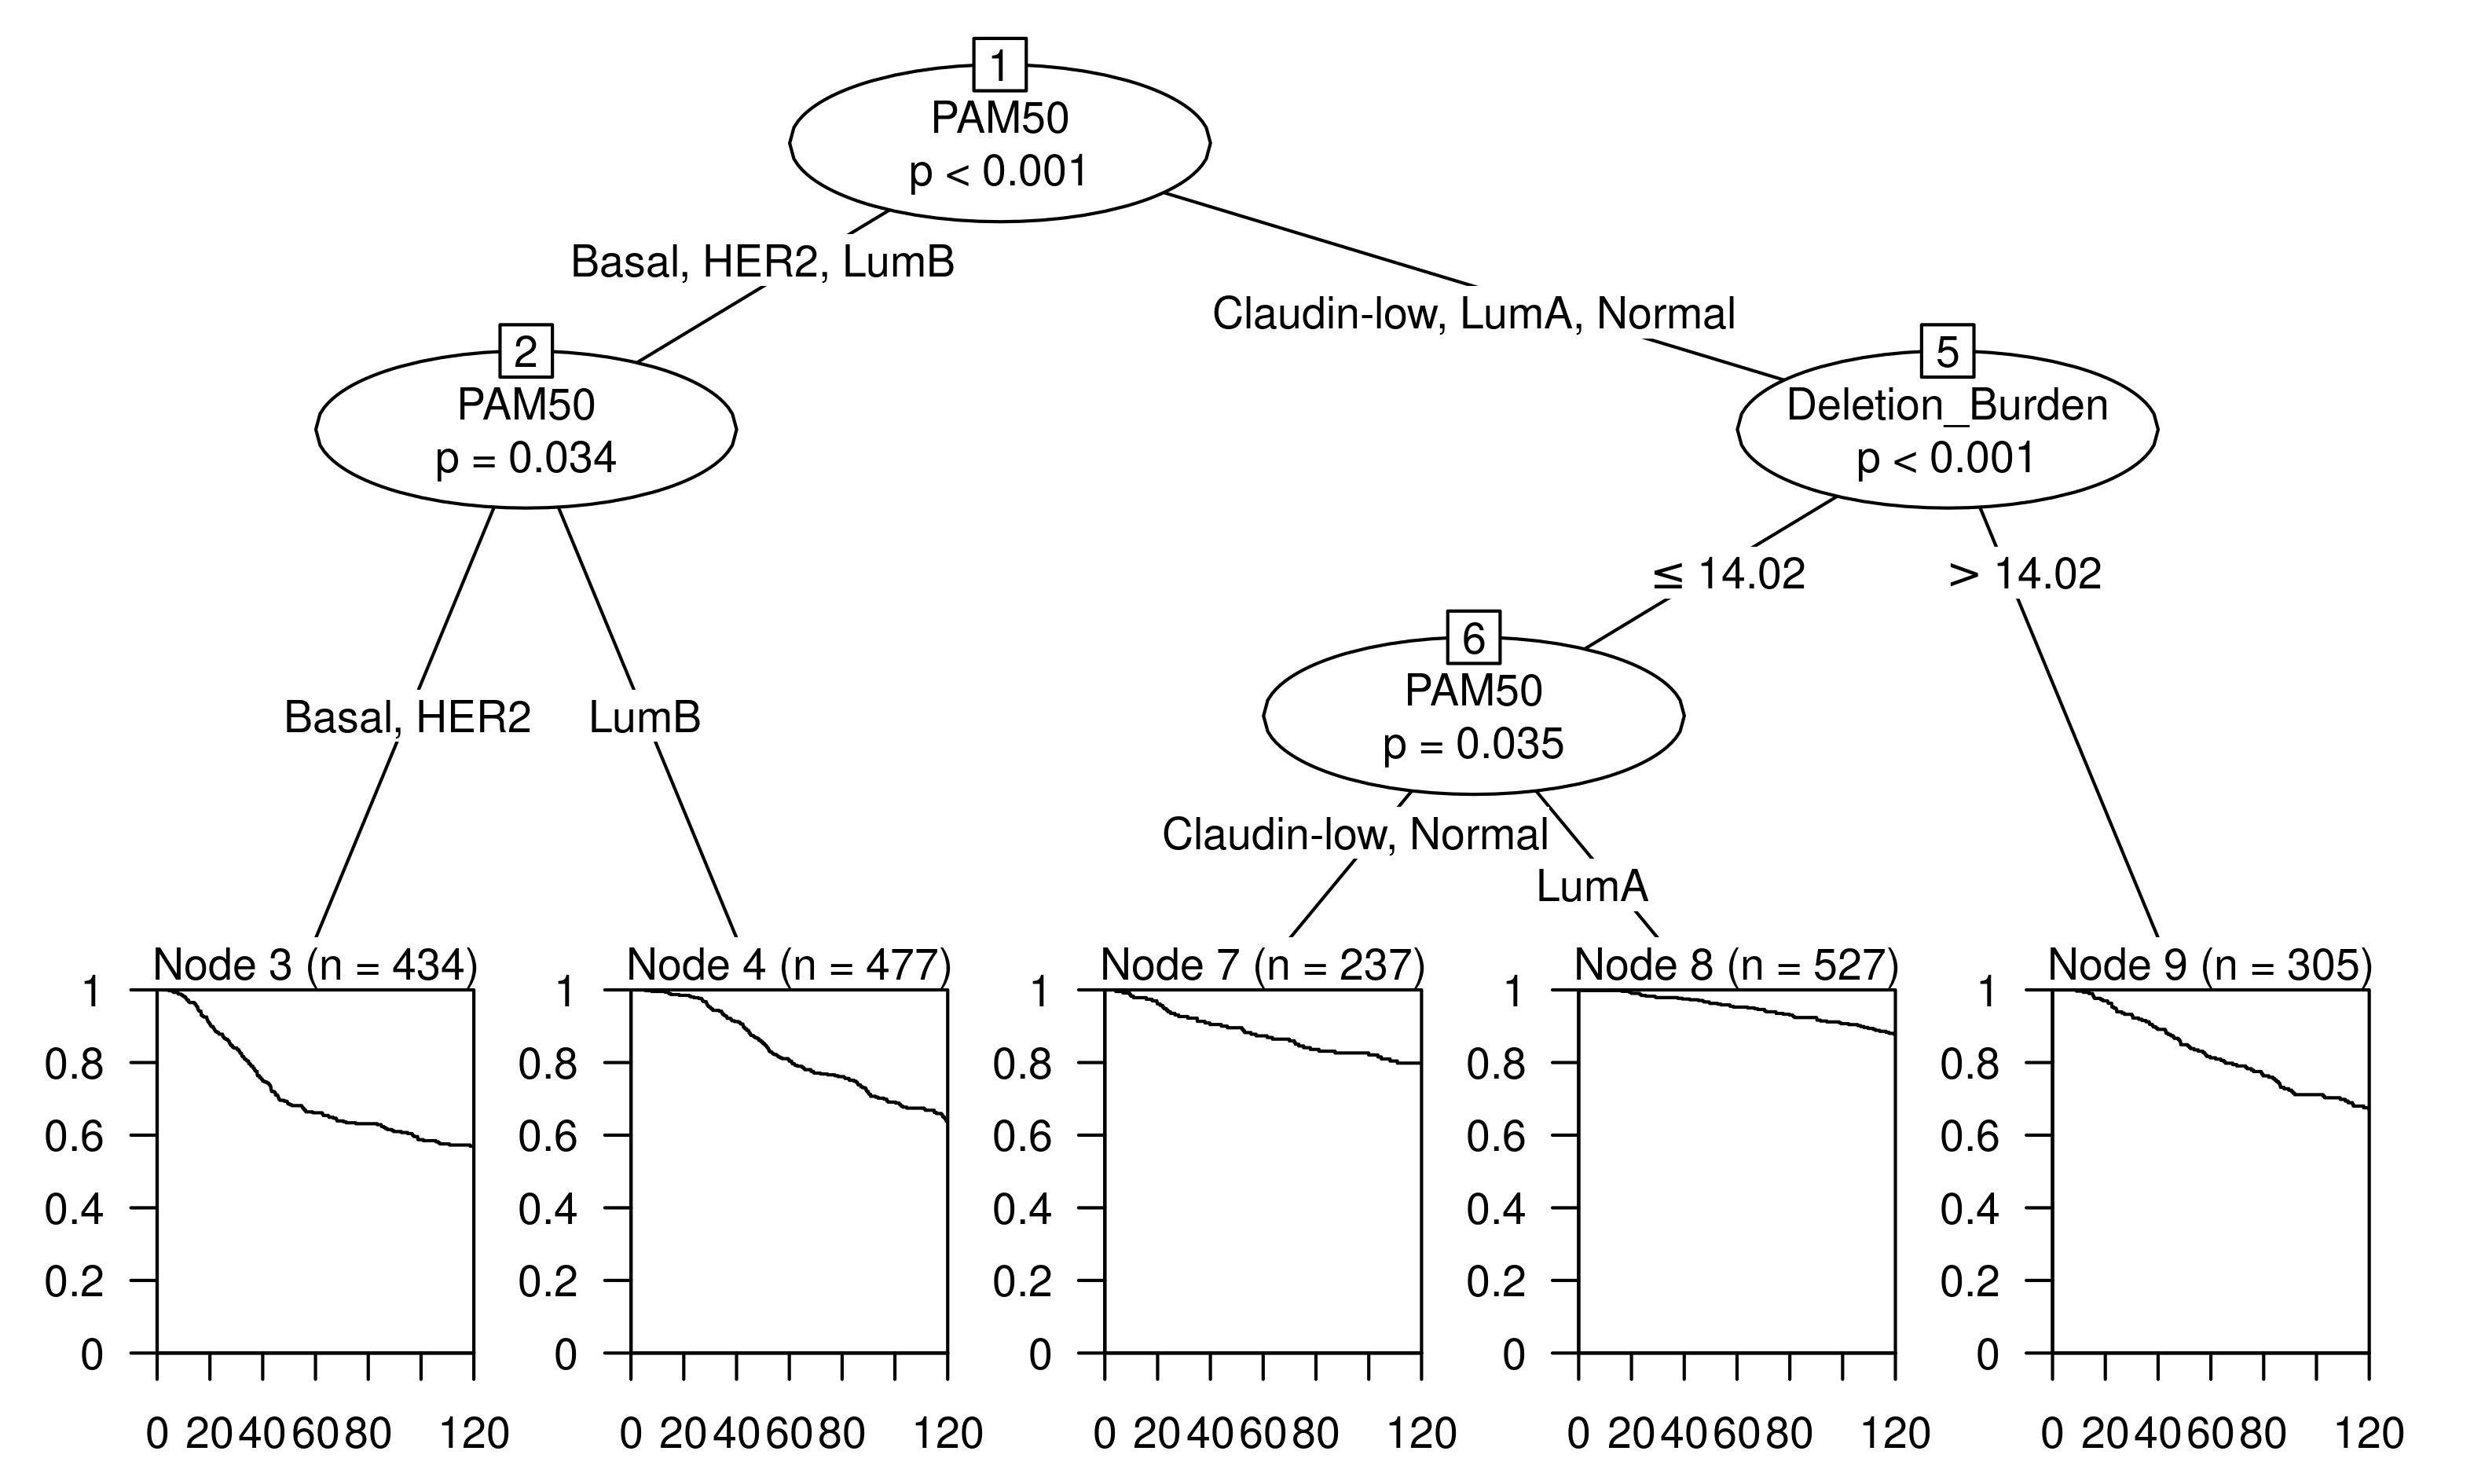 1
PAM50
p < 0.001
Basal, HER2, LumB
Claudin-low, LumA, Normal
2
PAM50
p = 0.034
5
Deletion_Burden
p < 0.001
≤ 14.02
> 14.02
Basal, HER2
LumB
6
PAM50
p = 0.035
Claudin-low, Normal
LumA
Node 3 (n = 434)
1
0.8
0.6
0.4
0.2
0
0 20 40 60 80 120
Node 4 (n = 477)
1
0.8
0.6
0.4
0.2
0
0 20 40 60 80 120
Node 7 (n = 237)
1
0.8
0.6
0.4
0.2
0
0 20 40 60 80 120
Node 8 (n = 527)
1
0.8
0.6
0.4
0.2
0
0 20 40 60 80 120
Node 9 (n = 305)
1
0.8
0.6
0.4
0.2
0
0 20 40 60 80 120